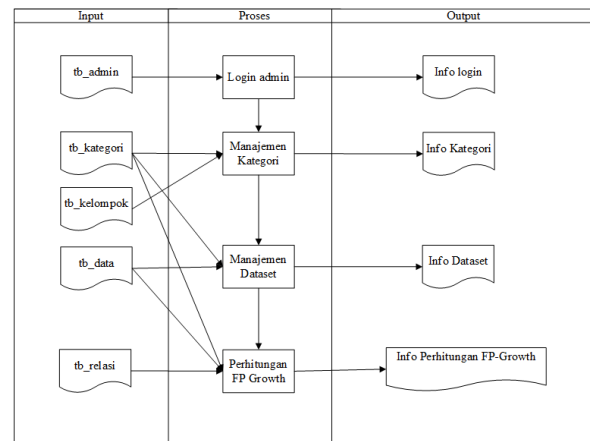 Input
Proses
Output
tb_admin
Login admin
Info login
tb_kategori
Manajemen
Kategori
Info Kategori
tb_kelompok
tb_data
Manajemen
Dataset
Info Dataset
tb_relasi
Perhitungan
FP Growth
Info Perhitungan FP-Growth